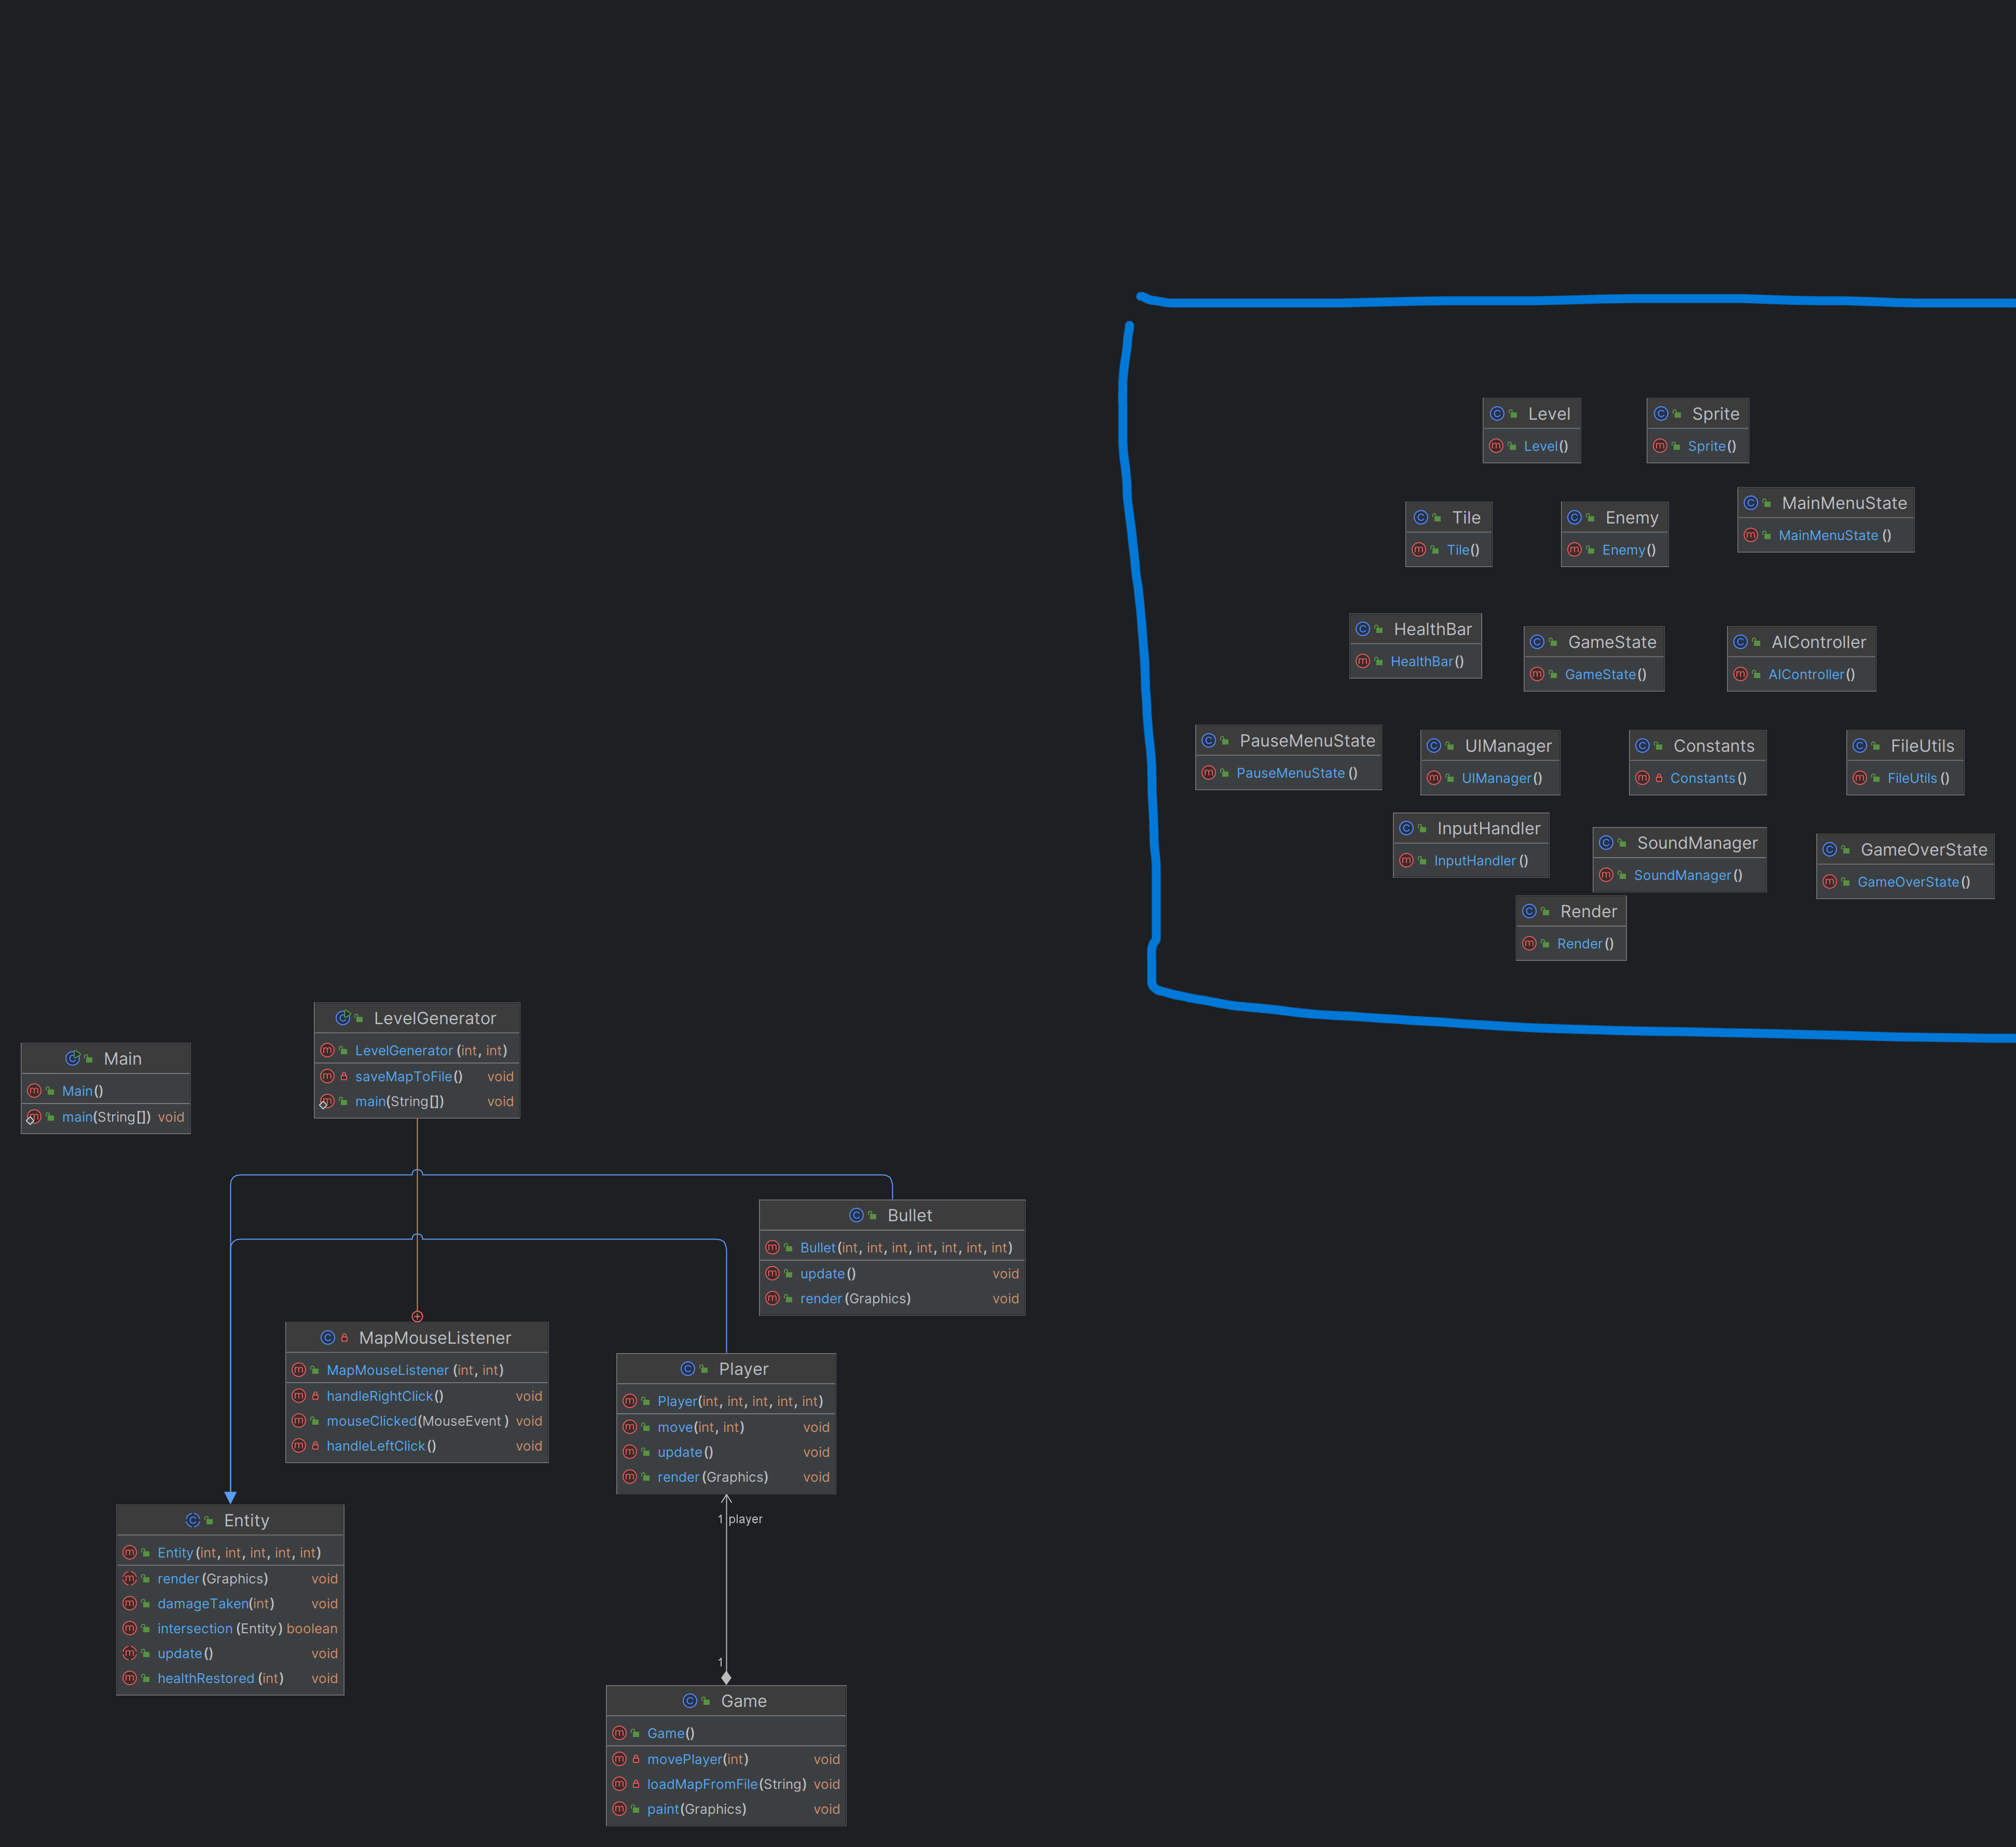 Level
Level()
Sprite
Sprite()
MainMenuState
MainMenuState()
Tile
Tile()
Enemy
Enemy()
HealthBar
HealthBar()
GameState
GameState()
AIController
AIController()
PauseMenuState
PauseMenuState()
UIManager
UIManager()
Constants
Constants()
FileUtils
FileUtils()
InputHandler
InputHandler()
SoundManager
SoundManager()
GameOverState
GameOverState()
Render
Render()
LevelGenerator
LevelGenerator(int, int)
saveMapToFile() void
main(String[]) void
Main
Main()
main(String[]) void
Bullet
Bullet(int, int, int, int, int, int, int)
update() void
render(Graphics) void
MapMouseListener
MapMouseListener(int, int)
handleRightClick() void
mouseClicked(MouseEvent) void
handleLeftClick() void
Player
Player(int, int, int, int, int)
move(int, int) void
update() void
render(Graphics) void
1 player
1
Entity
Entity(int, int, int, int, int)
render(Graphics) void
damageTaken(int) void
intersection(Entity) boolean
update() void
healthRestored(int) void
Game
Game()
movePlayer(int) void
loadMapFromFile(String) void
paint(Graphics) void